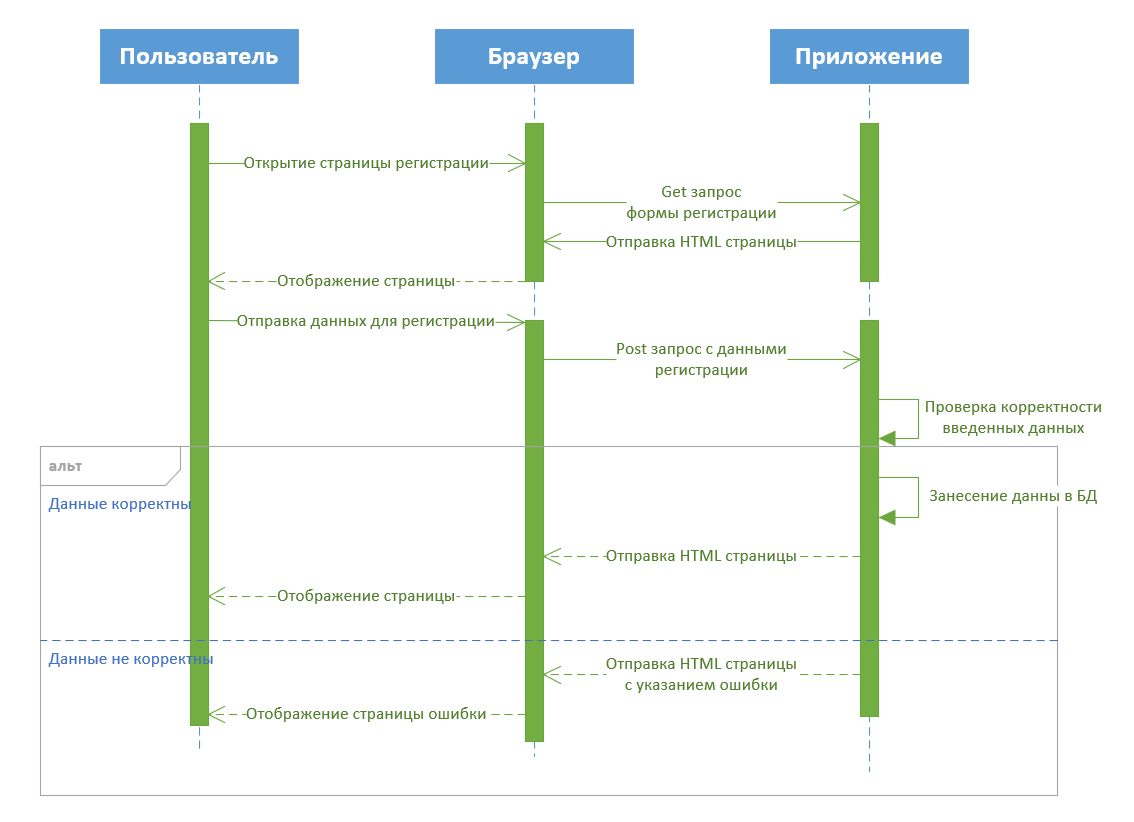 Пользователь
Браузер
Приложение
Открытие страницы регистрации
Get запрос
формы регистрации
Отправка HTML страницы
Отображение страницы
Отправка данных для регистрации
Post запрос с данными
регистрации
Проверка корректности
введенных данных
альт
Данные корректны
Занесение данны в БД
Отправка HTML страницы
Отображение страницы
Данные не корректны
Отправка HTML страницы
с указанием ошибки
Отображение страницы ошибки